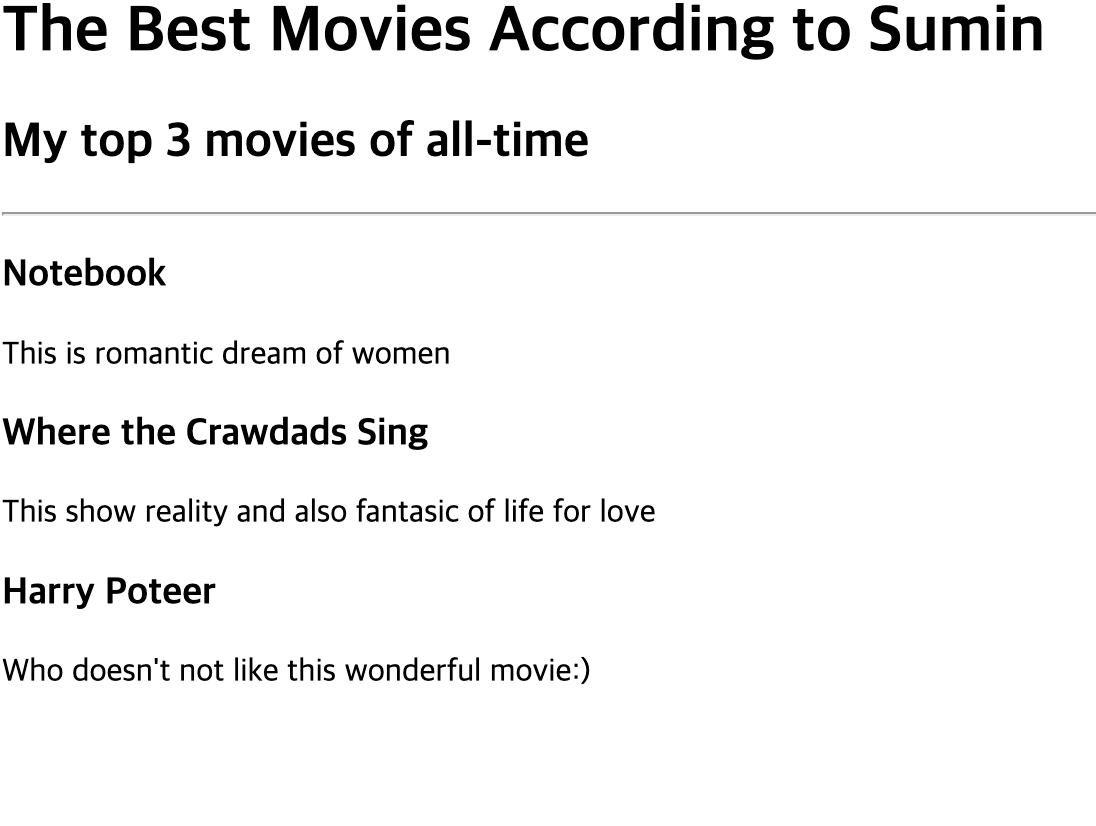 The Best Movies According to Sumin
My top 3 movies of all-time
Notebook
This is romantic dream of women
Where the Crawdads Sing
This show reality and also fantasic of life for love
Harry Poteer
Who doesn't not like this wonderful movie:)